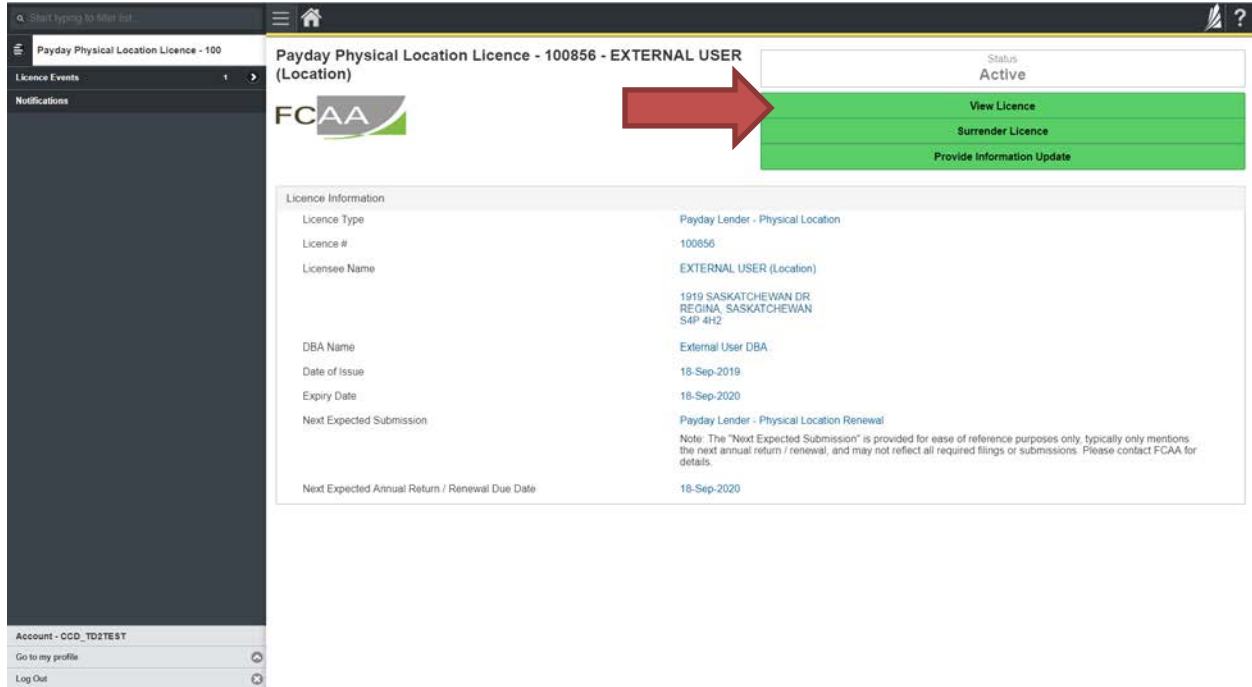 Start typing to filter list...
?
Payday Physical Location Licence - 100
Licence Events 1
Notifications
Payday Physical Location Licence - 100856 - EXTERNAL USER
(Location)
FCAA
Status
Active
View Licence
Surrender Licence
Provide Information Update
Licence Information
Licence Type Payday Lender - Physical Location
Licence # 100856
Licensee Name EXTERNAL USER (Location)
1919 SASKATCHEWAN DR
REGINA, SASKATCHEWAN
S4P 4H2
DBA Name External User DBA
Date of Issue 18-Sep-2019
Expiry Date 18-Sep-2020
Next Expected Submission Payday Lender - Physical Location Renewal
Note: The "Next Expected Submission" is provided for ease of reference purposes only, typically only mentions
the next annual return / renewal, and may not reflect all required filings or submissions. Please contact FCAA for
details.
Next Expected Annual Return / Renewal Due Date 18-Sep-2020
Account - CCD_TD2TEST
Go to my profile
Log Out